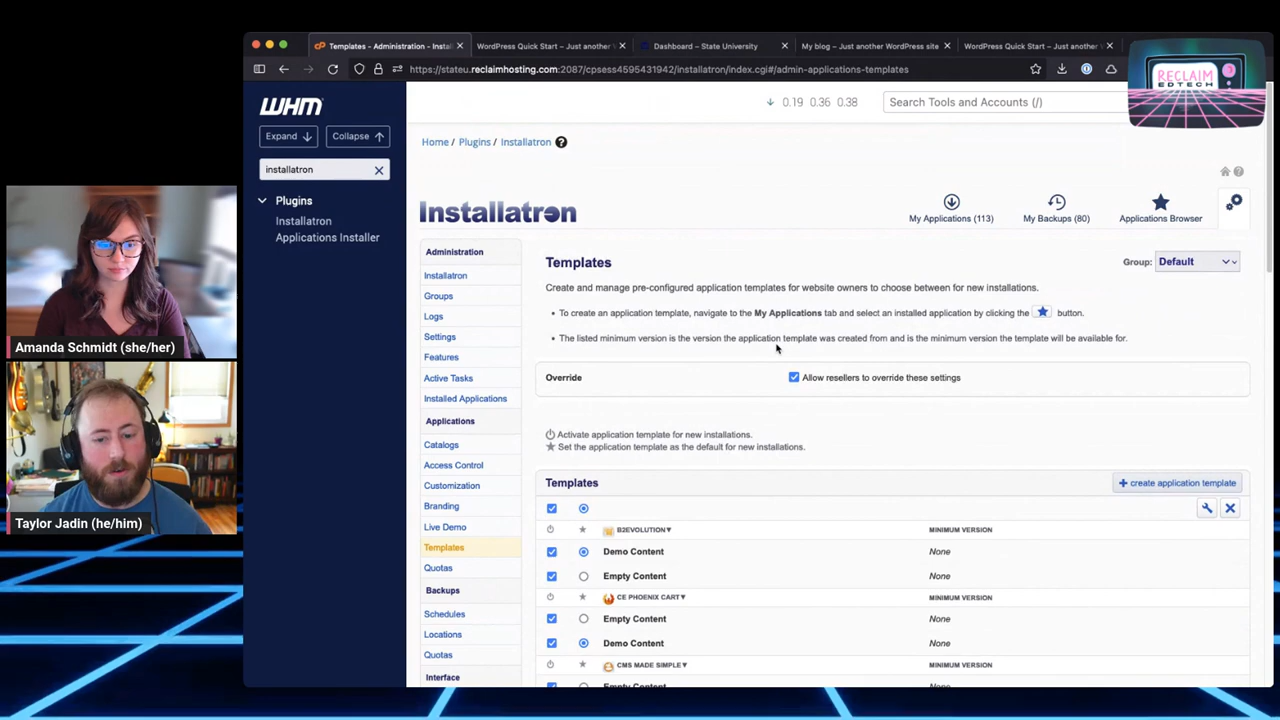 Templates - Administration - Instal
WordPress Quick Start – Just another
Dashboard – State University
My blog – Just another WordPress site
WordPress Quick Start – Just another
https://stateu.reclaimhosting.com:2087/cpsess4595431942/installatron/index.cgi#/admin-applications-templates
RECLAIM
EDTECH
WHM
0.19 0.36 0.38
Search Tools and Accounts (/)
Expand
Collapse
installatron
Plugins
Installatron
Applications Installer
Home / Plugins / Installatron
Installatron
My Applications (113)
My Backups (80)
Applications Browser
Administration
Installatron
Groups
Logs
Settings
Features
Active Tasks
Installed Applications
Applications
Catalogs
Access Control
Customization
Branding
Live Demo
Templates
Quotas
Backups
Schedules
Locations
Quotas
Interface
Templates
Group: Default
Create and manage pre-configured application templates for website owners to choose between for new installations.
To create an application template, navigate to the My Applications tab and select an installed application by clicking the button.
The listed minimum version is the version the application template was created from and is the minimum version the template will be available for.
Override
Allow resellers to override these settings
Activate application template for new installations.
Set the application template as the default for new installations.
Templates
+ create application template
B2EVOLUTION
MINIMUM VERSION
Demo Content
None
Empty Content
None
CE PHOENIX CART
MINIMUM VERSION
Empty Content
None
Demo Content
None
CMS MADE SIMPLE
MINIMUM VERSION
Empty Content
None
Amanda Schmidt (she/her)
Taylor Jadin (he/him)